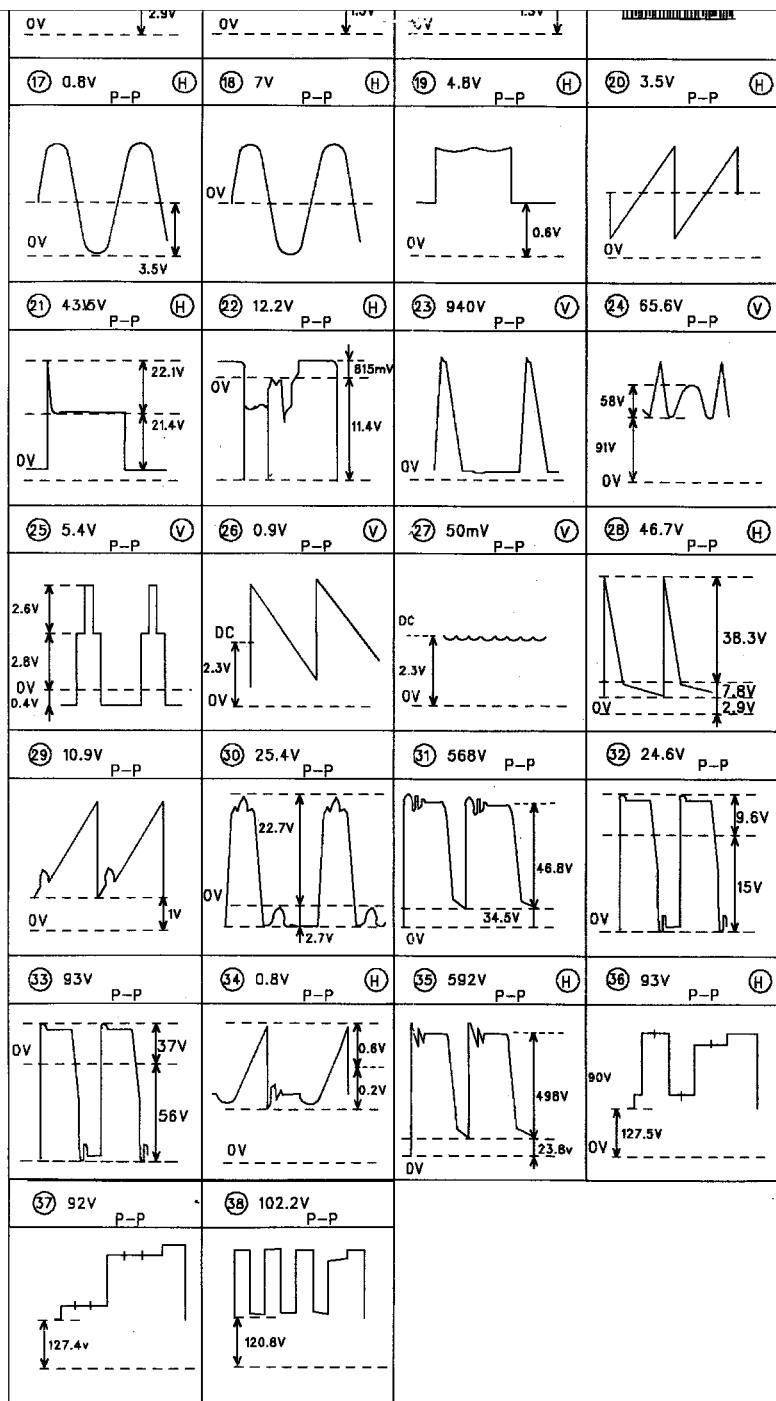 2.9V
0V
0V
17 0.8V P-P H
18 7V P-P H
19 4.8V P-P H
20 3.5V P-P H
0V
0V
3.5V
0V
0V
0.6V
0V
21 P-P H
22 12.2V P-P H
23 940V P-P V
24 65.6V P-P V
22.1V
21.4V
0V
815mV
0V
11.4V
0V
58V
91V
0V
25 5.4V P-P V
26 0.9V P-P V
27 50mV P-P V
28 46.7V P-P H
2.6V
2.8V
0V
0.4V
DC
2.3V
0V
DC
2.3V
0V
38.3V
7.8V
2.9V
0V
29 10.9V P-P
30 25.4V P-P
31 568V P-P
32 24.6V P-P
0V
1V
22.7V
0V
2.7V
46.8V
34.5V
0V
9.6V
15V
0V
33 93V P-P
34 0.8V P-P H
35 592V P-P H
36 93V P-P H
0V
37V
56V
0.6V
0.2V
0V
498V
23.8V
0V
90V
127.5V
0V
37 92V P-P
38 102.2V P-P
127.4V
120.8V